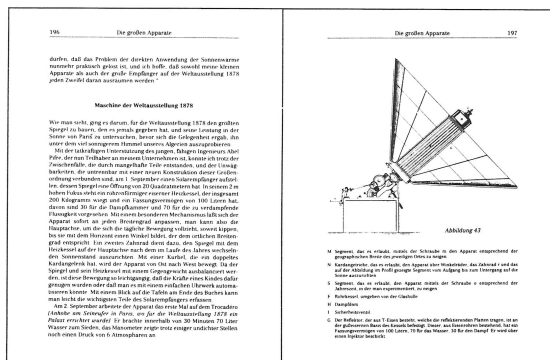 196
Die großen Apparate
durfen, daß das Problem der direkten Anwendung der Sonnenwärme
nunmehr praktisch gelöst ist, und ich hoffe, daß sowohl meine kleinen
Apparate als auch der große Empfänger auf der Weltausstellung 1878
jeden Zweifel daran ausräumen werden."
Maschine der Weltausstellung 1878
Wie man sieht, ging es darum, für die Weltausstellung 1878 den größten
Spiegel zu bauen, den es jemals gegeben hat, und seine Leistung in der
Sonne von Paris zu untersuchen, bevor sich die Gelegenheit ergab, ihn
unter dem viel sonnigerem Himmel unseres Algerien auszuprobieren.
Mit der tatkräftigen Unterstützung des jungen, fähigen Ingenieurs Abel
Pifre, der nun Teilhaber an meinem Unternehmen ist, konnte ich trotz der
Zwischenfälle, die durch mangelhafte Teile entstanden, und der Unwäg-
barkeiten, die untrennbar mit einer neuen Konstruktion dieser Größen-
ordnung verbunden sind, am 1. September einen Solarempfänger aufstel-
len, dessen Spiegel eine Öffnung von 20 Quadratmetern hat. In seinem 2 m
hohen Fokus steht ein rohrenförmiger eiserner Heizkessel, der insgesamt
200 Kilogramm wiegt und ein Fassungsvermögen von 100 Litern hat,
davon sind 30 für die Dampfkammer und 70 für die zu verdampfende
Flüssigkeit vorgesehen. Mit einem besonderen Mechanismus läßt sich der
Apparat sofort an jeden Breitengrad anpassen, man kann also die
Hauptachse, um die sich die tägliche Bewegung vollzieht, soweit kippen,
bis sie mit dem Horizont einen Winkel bildet, der dem örtlichen Breiten-
grad entspricht. Ein zweites Zahnrad dient dazu, den Spiegel mit dem
Heizkessel auf der Hauptachse nach dem im Laufe des Jahres wechseln-
den Sonnenstand auszurichten. Mit einer Kurbel, die ein doppeltes
Kardangelenk hat, wird der Apparat von Ost nach West bewegt. Da der
Spiegel und sein Heizkessel mit einem Gegengewicht ausbalanciert wer-
den, ist diese Bewegung so leichtgängig, daß die Kräfte eines Kindes dafür
genügen wurden oder daß man es mit einem einfachen Uhrwerk automa-
tisieren könnte. Mit einem Blick auf die Tafeln am Ende des Buches kann
man leicht die wichtigsten Teile des Solarempfängers erfassen.
Am 2. September arbeitete der Apparat das erste Mal auf dem Trocadero
(Anhöhe am Seineufer in Paris, wo für die Weltausstellung 1878 ein
Palast errichtet wurde). Er brachte innerhalb von 30 Minuten 70 Liter
Wasser zum Sieden, das Manometer zeigte trotz einiger undichter Stellen
noch einen Druck von 6 Atmosphären an
Die großen Apparate
197
Abbildung 43
M Segment, das es erlaubt, mittels der Schraube m den Apparat entsprechend der
geographischen Breite des jeweiligen Ortes zu neigen
N Kardangelenke, das es erlaubt, den Apparat über Winkelräder, das Zahnrad r und das
auf der Abbildung im Profil gezeigte Segment vom Aufgang bis zum Untergang auf die
Sonne auszurichten
S Segment, das es erlaubt, den Apparat mittels der Schraube s entsprechend der
Jahreszeit, in der man experimentiert, zu neigen
F Rohrkessel, umgeben von der Glashülle
H Dampfdom
I Sicherheitsventil
G Der Reflektor, der aus T-Eisen besteht, welche die reflektierenden Platten tragen, ist an
der gußeisernen Basis des Kessels befestigt. Dieser, aus Eisenrohren bestehend, hat ein
Fassungsvermögen von 100 Litern, 70 für das Wasser, 30 für den Dampf. Er wird über
einen Injektor beschickt